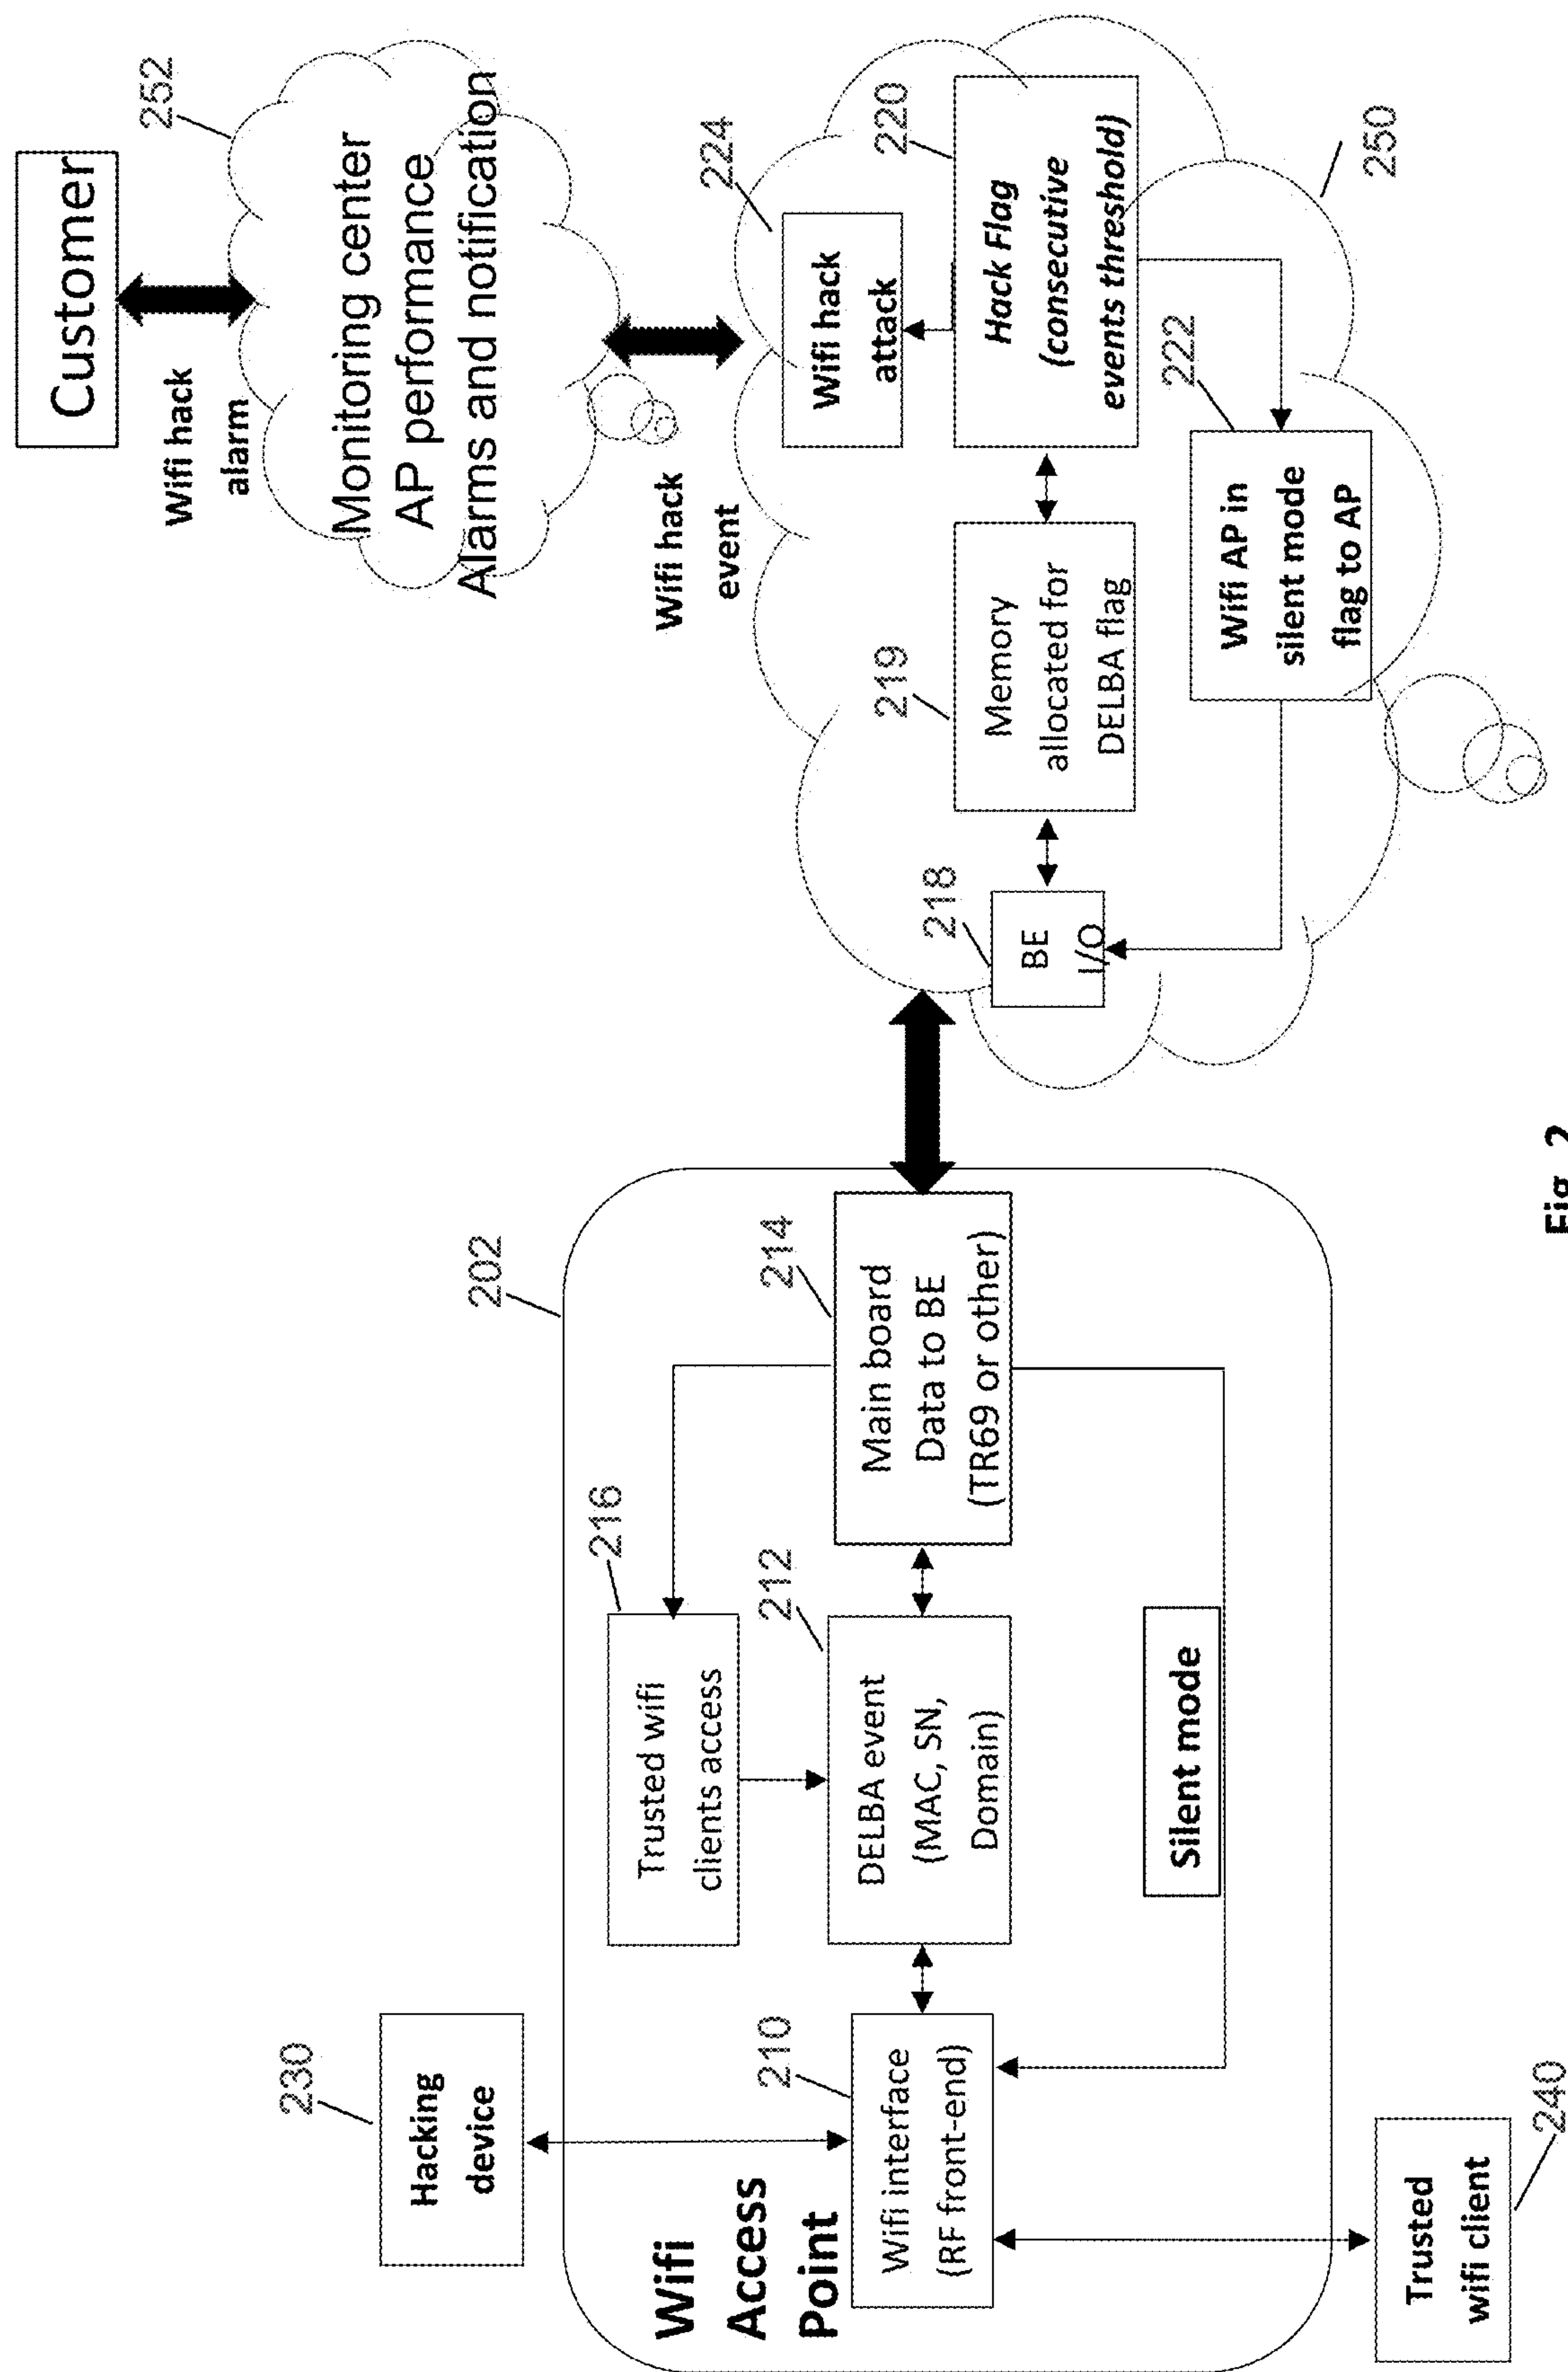 Customer
Wifi hack
alarm
252
Monitoring center
AP performance
Alarms and notification
Wifi hack
event
224
Wifi hack
attack
220
Hack Flag
(consecutive
events threshold)
219
Memory
allocated for
DELBA flag
218
BE
I/O
222
Wifi AP in
silent mode
flag to AP
250
202
Wifi
Access
Point
230
Hacking
device
210
Wifi interface
(RF front-end)
216
Trusted wifi
clients access
212
DELBA event
(MAC, SN,
Domain)
214
Main board
Data to BE
(TR69 or other)
Silent mode
Trusted
wifi client
240
Fig. 2